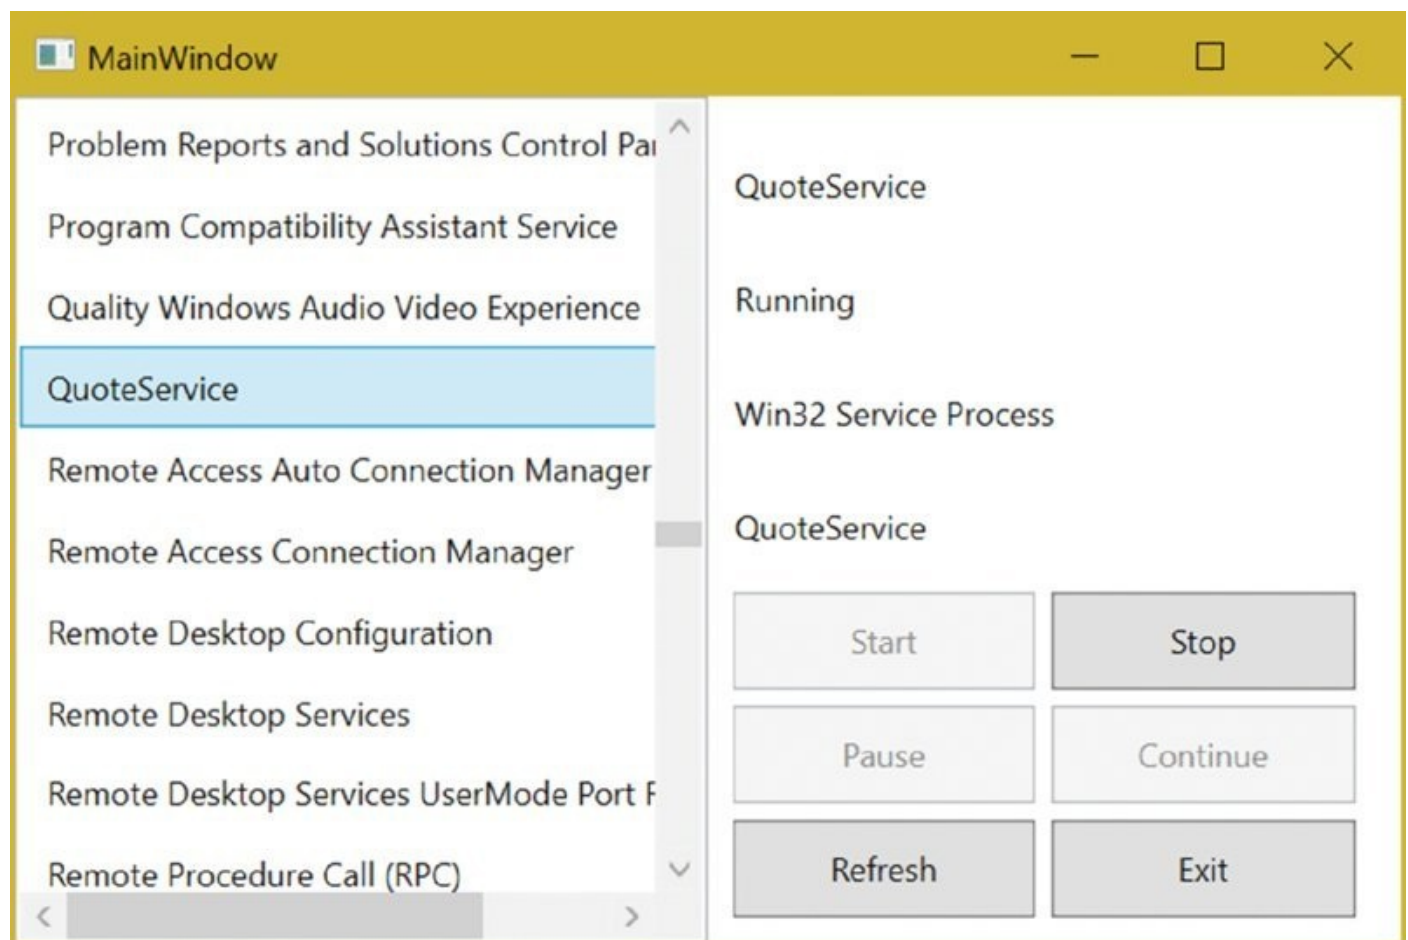 MainWindow
Problem Reports and Solutions Control
Program Compatibility Assistant Service
Quality Windows Audio Video Experience
QuoteService
Remote Access Auto Connection Manager
Remote Access Connection Manager
Remote Desktop Configuration
Remote Desktop Services
Remote Desktop Services UserMode Port
Remote Procedure Call (RPC)
QuoteService
Running
Win32 Service Process
QuoteService
Start
Stop
Pause
Continue
Refresh
Exit